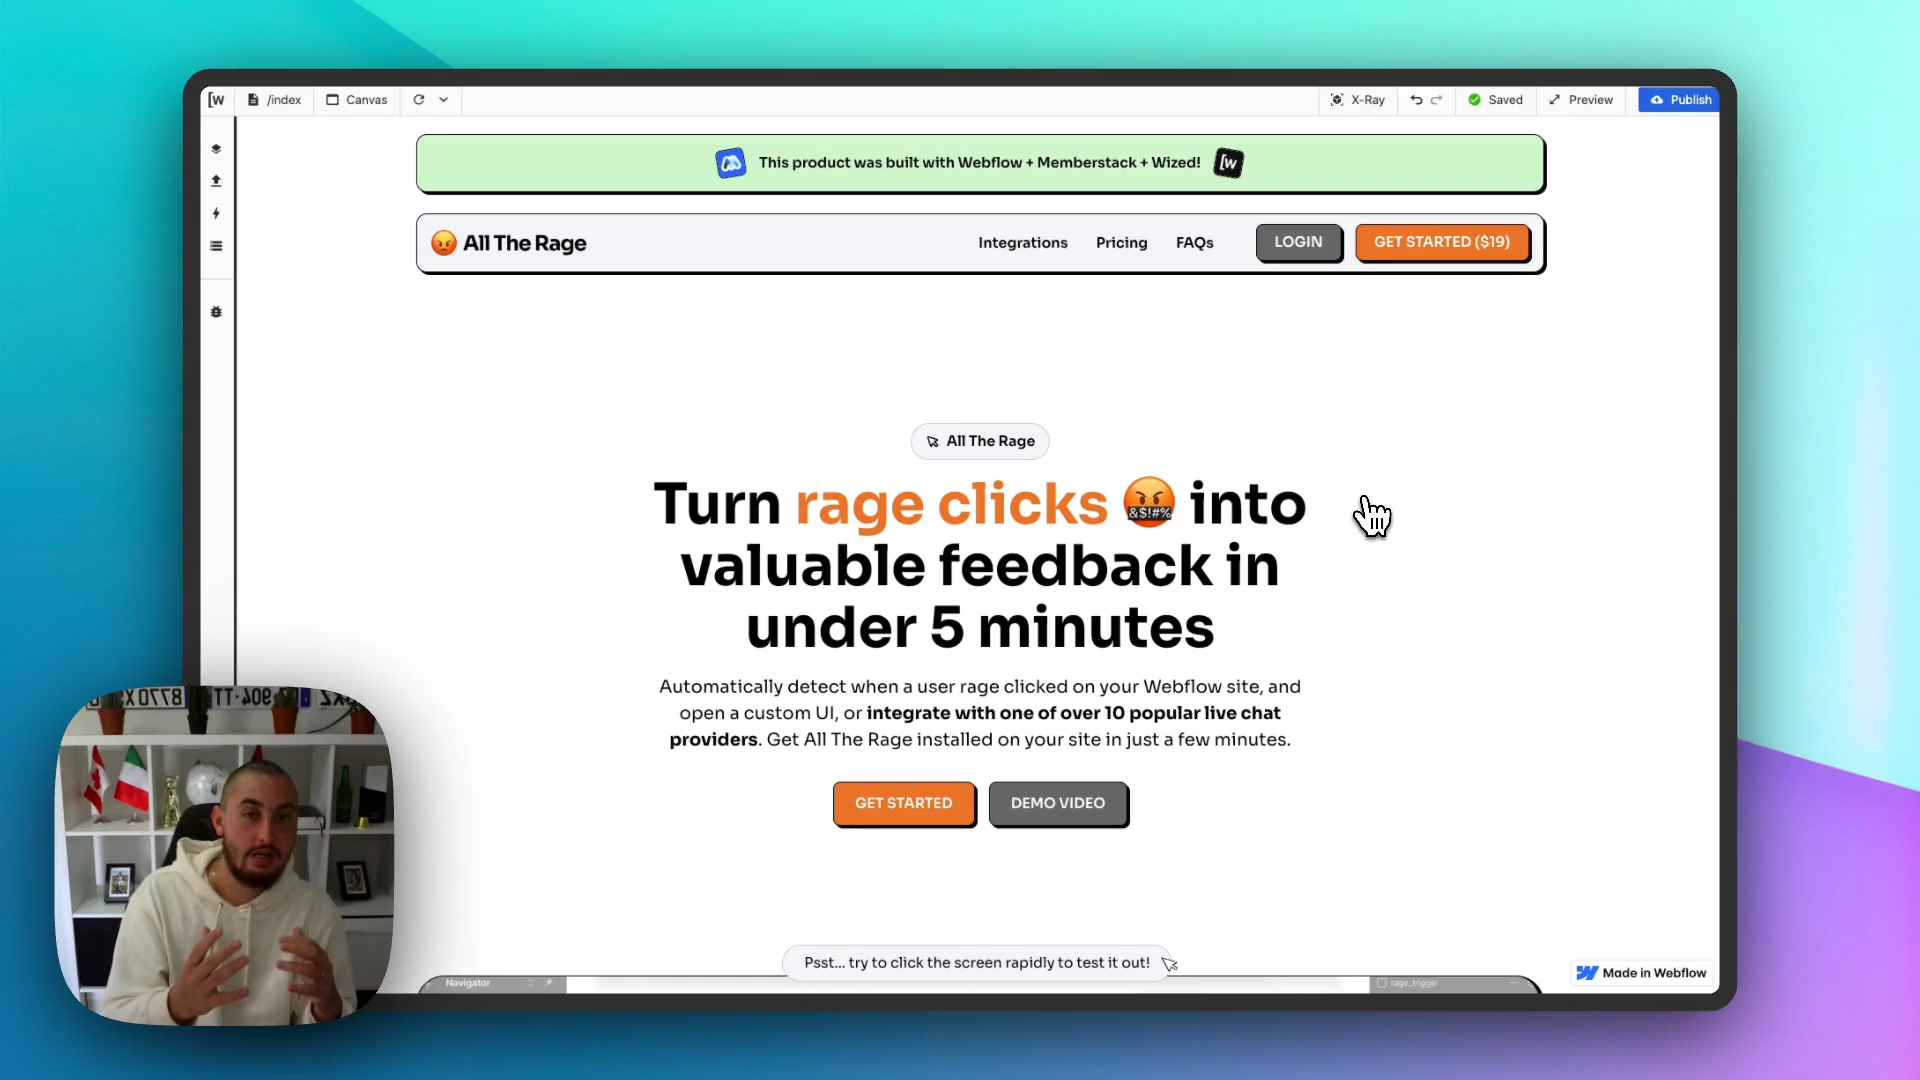 [W /index Canvas X-Ray Saved Preview Publish
This product was built with Webflow + Memberstack + Wized! [W
All The Rage Integrations Pricing FAQs LOGIN GET STARTED ($19)
All The Rage
Turn rage clicks &$!#% into
valuable feedback in
under 5 minutes
Automatically detect when a user rage clicked on your Webflow site, and
open a custom UI, or integrate with one of over 10 popular live chat
providers. Get All The Rage installed on your site in just a few minutes.
GET STARTED DEMO VIDEO
Psst... try to click the screen rapidly to test it out!
Made in Webflow
Navigator rage_trigger